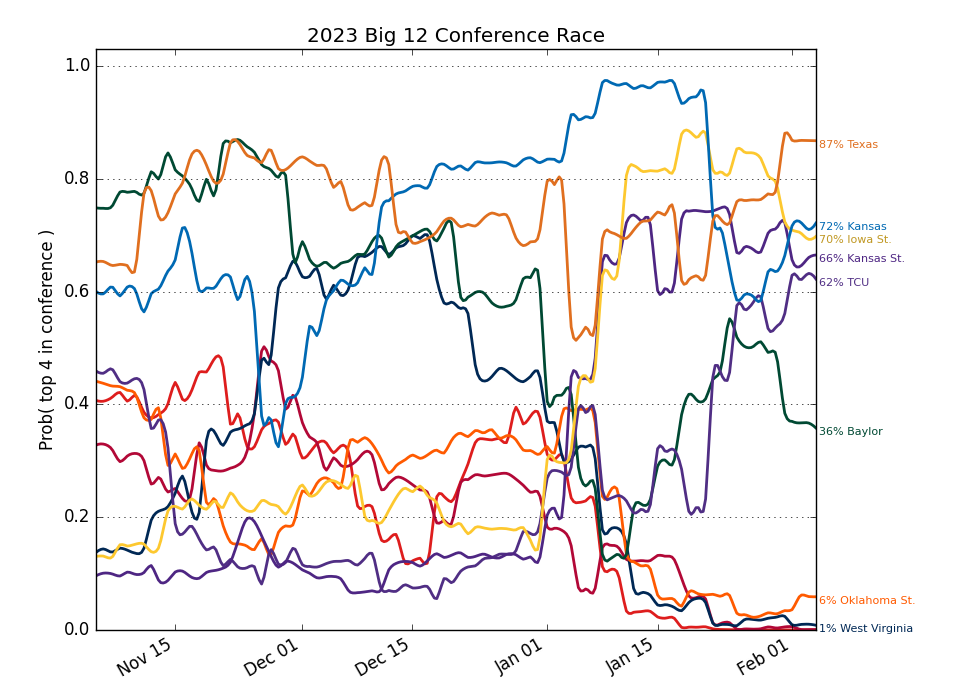 2023 Big 12 Conference Race
Prob( top 4 in conference )
1.0
0.8
0.6
0.4
0.2
0.0
Nov 15
Dec 01
Dec 15
Jan 01
Jan 15
Feb 01
87% Texas
72% Kansas
70% Iowa St.
66% Kansas St.
62% TCU
36% Baylor
6% Oklahoma St.
1% West Virginia